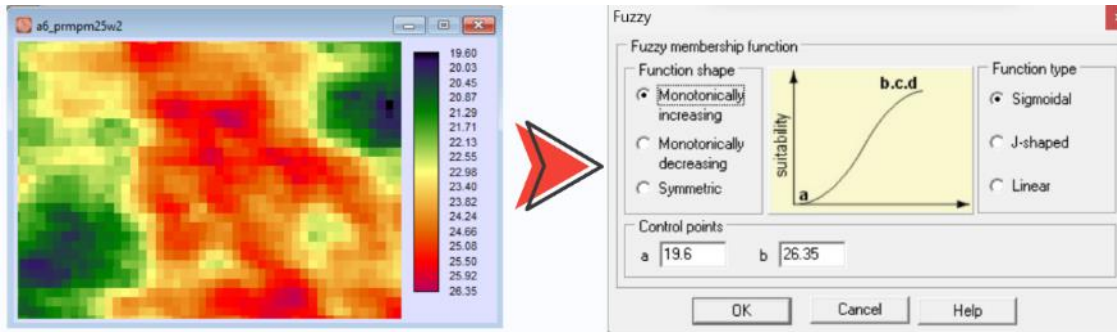 a6_prmpm25w2
19.60
20.03
20.45
20.87
21.29
21.71
22.13
22.55
22.98
23.40
23.82
24.24
24.66
25.08
25.50
25.92
26.35
Fuzzy
Fuzzy membership function
Function shape
Monotonically
increasing
Monotonically
decreasing
Symmetric
suitability
b.c.d
a
Function type
Sigmoidal
J-shaped
Linear
Control points
a 19.6 b 26.35
OK Cancel Help